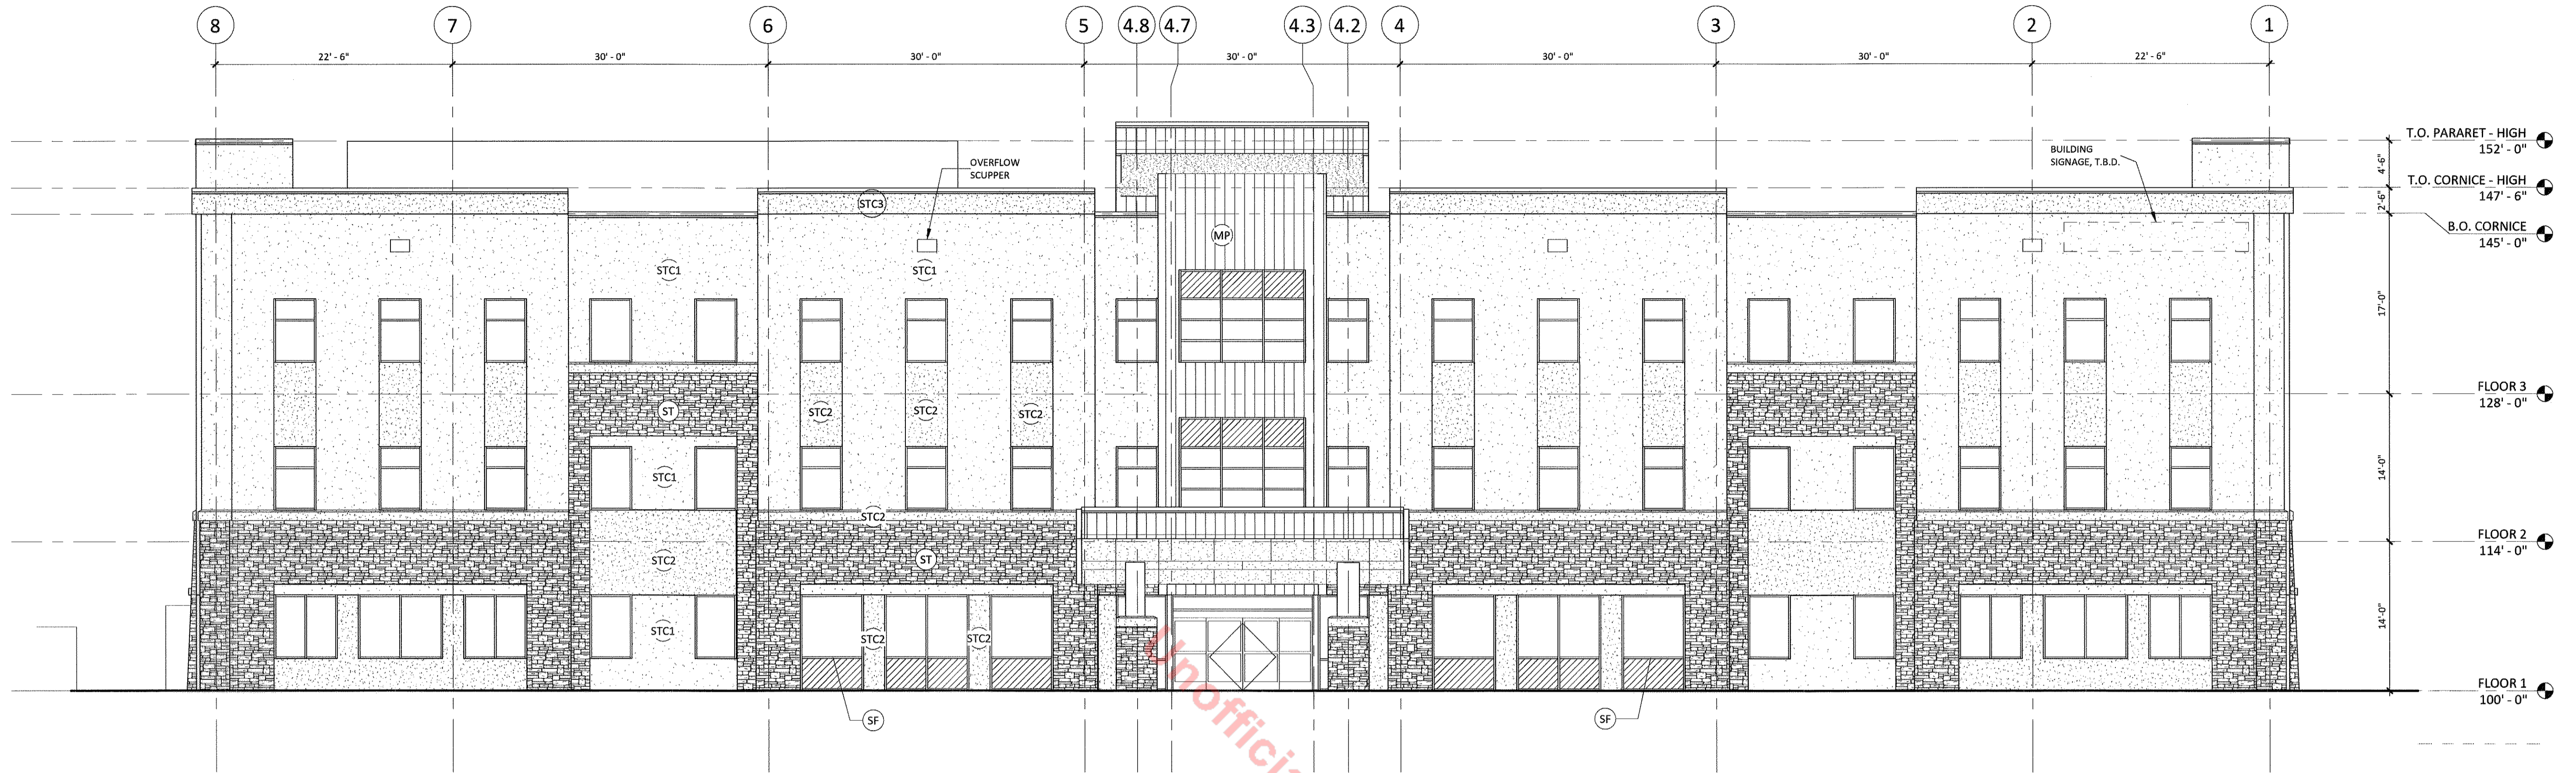 8
7
6
5
4.8
4.7
4.3
4.2
4
3
2
1
22' - 6"
30' - 0"
30' - 0"
30' - 0"
30' - 0"
30' - 0"
22' - 6"
T.O. PARARET - HIGH
152' - 0"
4'-6"
OVERFLOW
SCUPPER
BUILDING
SIGNAGE, T.B.D.
T.O. CORNICE - HIGH
147' - 6"
2'-6"
STC3
MP
B.O. CORNICE
145' - 0"
STC1
STC1
17'-0"
FLOOR 3
128' - 0"
ST
STC2
STC2
STC2
14'-0"
STC1
STC2
FLOOR 2
114' - 0"
STC2
ST
14'-0"
STC1
STC2
STC2
FLOOR 1
100' - 0"
SF
SF
Unoffici